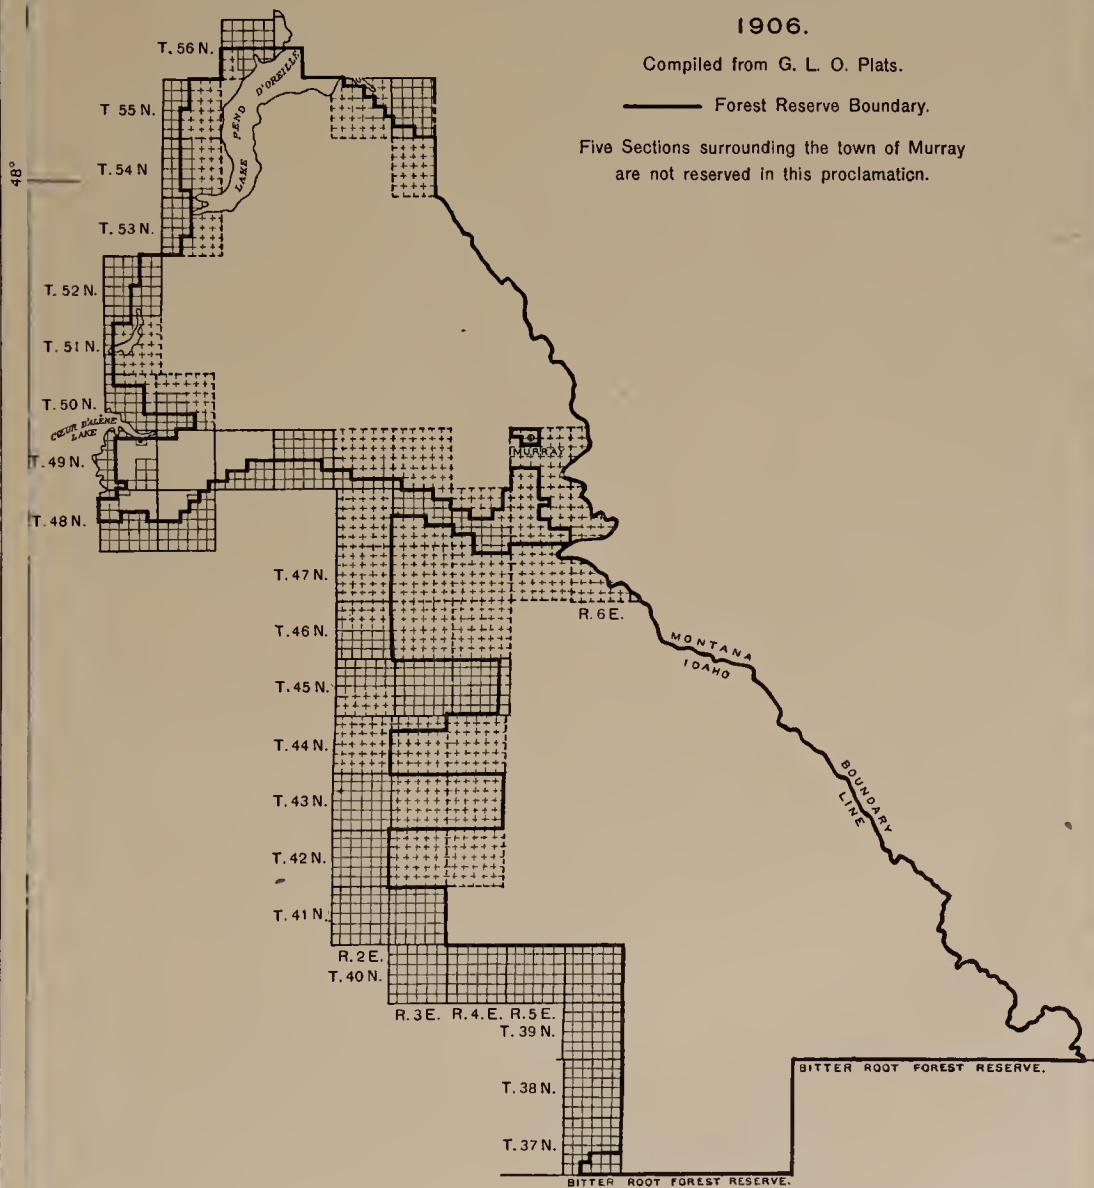 1906.
Compiled from G. L. O. Plats.
Forest Reserve Boundary.
Five Sections surrounding the town of Murray
are not reserved in this proclamation.
T. 56 N.
T 55 N.
T. 54 N
T. 53 N.
T. 52 N.
T. 51 N.
T. 50 N.
T. 49 N.
T. 48 N.
48°
LAKE PEND D'OREILLE
CŒUR D'ALENE
LAKE
MURRAY
T. 47 N.
T. 46 N.
T. 45 N.
T. 44 N.
T. 43 N.
T. 42 N.
T. 41 N.
R. 6 E.
MONTANA
IDAHO
BOUNDARY
LINE
R. 2 E.
T. 40 N.
R. 3 E. R. 4. E. R. 5 E.
T. 39 N.
T. 38 N.
T. 37 N.
BITTER ROOT FOREST RESERVE.
BITTER ROOT FOREST RESERVE.